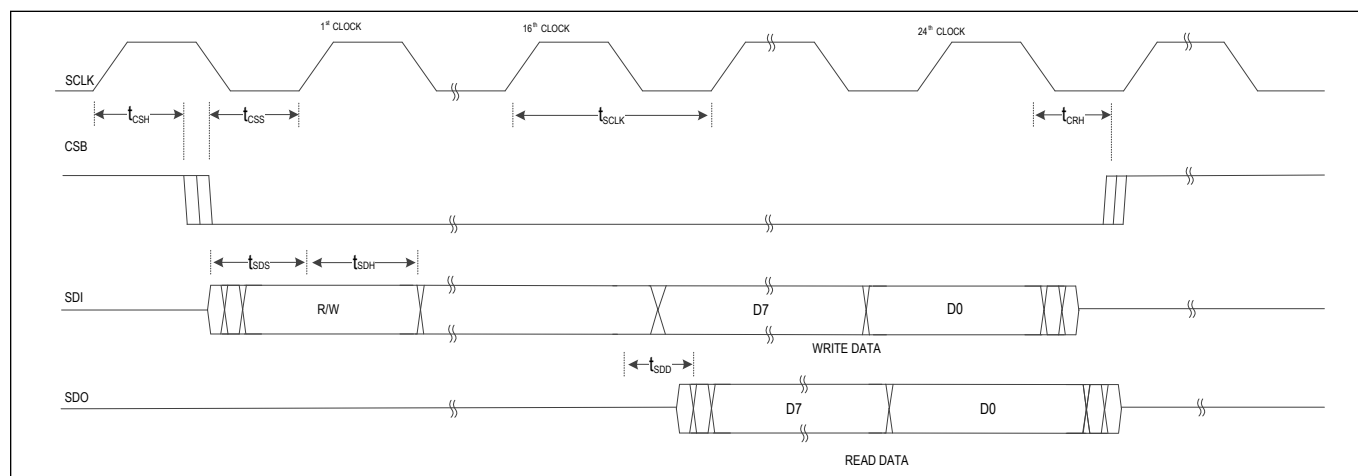 1st CLOCK 16th CLOCK 24th CLOCK
SCLK
tCSH tCSS tSCLK tCRH
CSB
tSDS tSDH
SDI R/W D7 D0
WRITE DATA
tSDD
SDO D7 D0
READ DATA